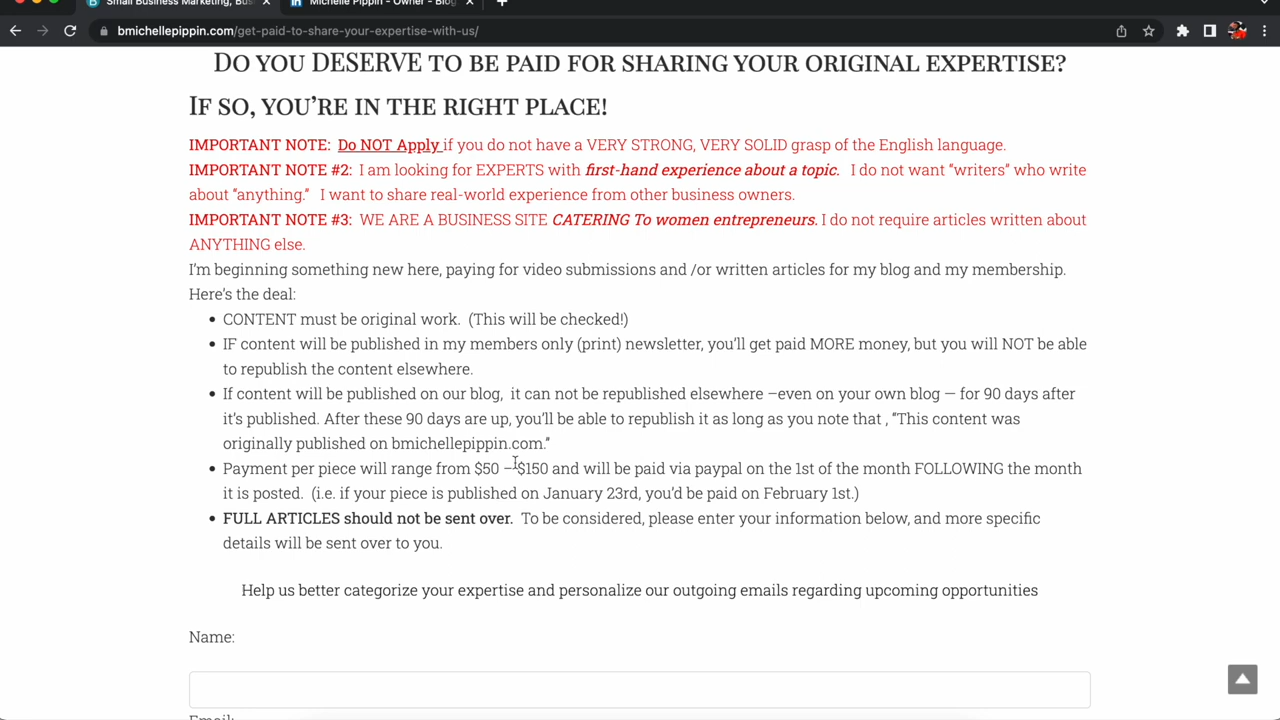 Small Business Marketing, Bus
Michelle Pippin - Owner - Blog
bmichellepippin.com/get-paid-to-share-your-expertise-with-us/
DO YOU DESERVE TO BE PAID FOR SHARING YOUR ORIGINAL EXPERTISE?
IF SO, YOU'RE IN THE RIGHT PLACE!
IMPORTANT NOTE: Do NOT Apply if you do not have a VERY STRONG, VERY SOLID grasp of the English language.
IMPORTANT NOTE #2: I am looking for EXPERTS with first-hand experience about a topic. I do not want “writers” who write
about “anything.” I want to share real-world experience from other business owners.
IMPORTANT NOTE #3: WE ARE A BUSINESS SITE CATERING To women entrepreneurs. I do not require articles written about
ANYTHING else.
I’m beginning something new here, paying for video submissions and /or written articles for my blog and my membership.
Here’s the deal:
• CONTENT must be original work. (This will be checked!)
• IF content will be published in my members only (print) newsletter, you’ll get paid MORE money, but you will NOT be able
to republish the content elsewhere.
• If content will be published on our blog, it can not be republished elsewhere –even on your own blog — for 90 days after
it’s published. After these 90 days are up, you’ll be able to republish it as long as you note that , “This content was
originally published on bmichellepippin.com.”
• Payment per piece will range from $50 –$150 and will be paid via paypal on the 1st of the month FOLLOWING the month
it is posted. (i.e. if your piece is published on January 23rd, you’d be paid on February 1st.)
• FULL ARTICLES should not be sent over. To be considered, please enter your information below, and more specific
details will be sent over to you.
Help us better categorize your expertise and personalize our outgoing emails regarding upcoming opportunities
Name:
Email: